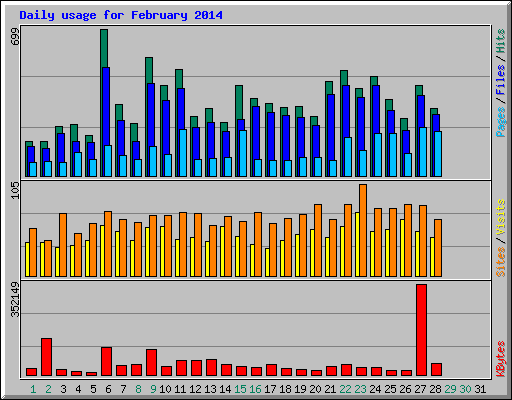 Daily usage for February 2014
699
Pages / Files / Hits
105
Sites / Visits
352149
KBytes
1 2 3 4 5 6 7 8 9 10 11 12 13 14 15 16 17 18 19 20 21 22 23 24 25 26 27 28 29 30 31